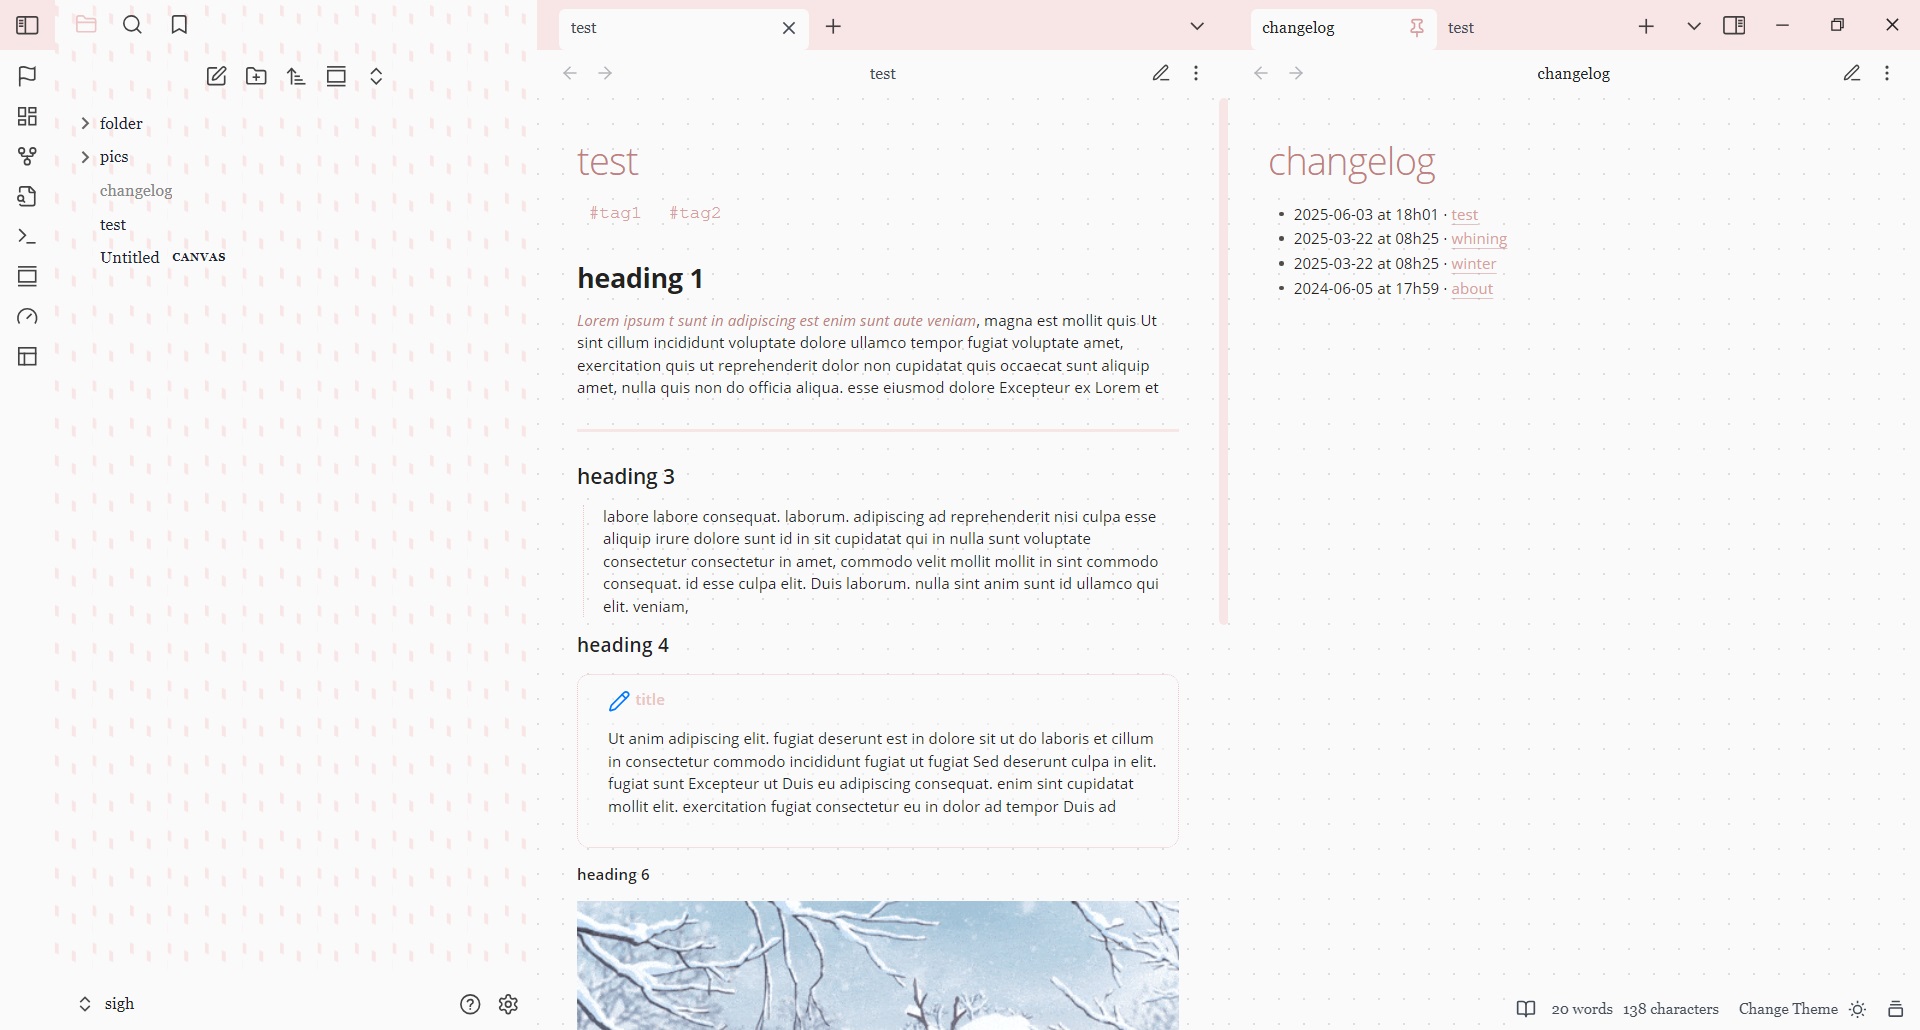 folder
pics
changelog
test
Untitled CANVAS
sigh
test
test
test
#tag1 #tag2
heading 1
Lorem ipsum t sunt in adipiscing est enim sunt aute veniam, magna est mollit quis Ut
sint cillum incididunt voluptate dolore ullamco tempor fugiat voluptate amet,
exercitation quis ut reprehenderit dolor non cupidatat quis occaecat sunt aliquip
amet, nulla quis non do officia aliqua. esse eiusmod dolore Excepteur ex Lorem et
heading 3
labore labore consequat. laborum. adipiscing ad reprehenderit nisi culpa esse
aliquip irure dolore sunt id in sit cupidatat qui in nulla sunt voluptate
consectetur consectetur in amet, commodo velit mollit mollit in sint commodo
consequat. id esse culpa elit. Duis laborum. nulla sint anim sunt id ullamco qui
elit. veniam,
heading 4
title
Ut anim adipiscing elit. fugiat deserunt est in dolore sit ut do laboris et cillum
in consectetur commodo incididunt fugiat ut fugiat Sed deserunt culpa in elit.
fugiat sunt Excepteur ut Duis eu adipiscing consequat. enim sint cupidatat
mollit elit. exercitation fugiat consectetur eu in dolor ad tempor Duis ad
heading 6
changelog test
changelog
changelog
• 2025-06-03 at 18h01 · test
• 2025-03-22 at 08h25 · whining
• 2025-03-22 at 08h25 · winter
• 2024-06-05 at 17h59 · about
20 words 138 characters Change Theme